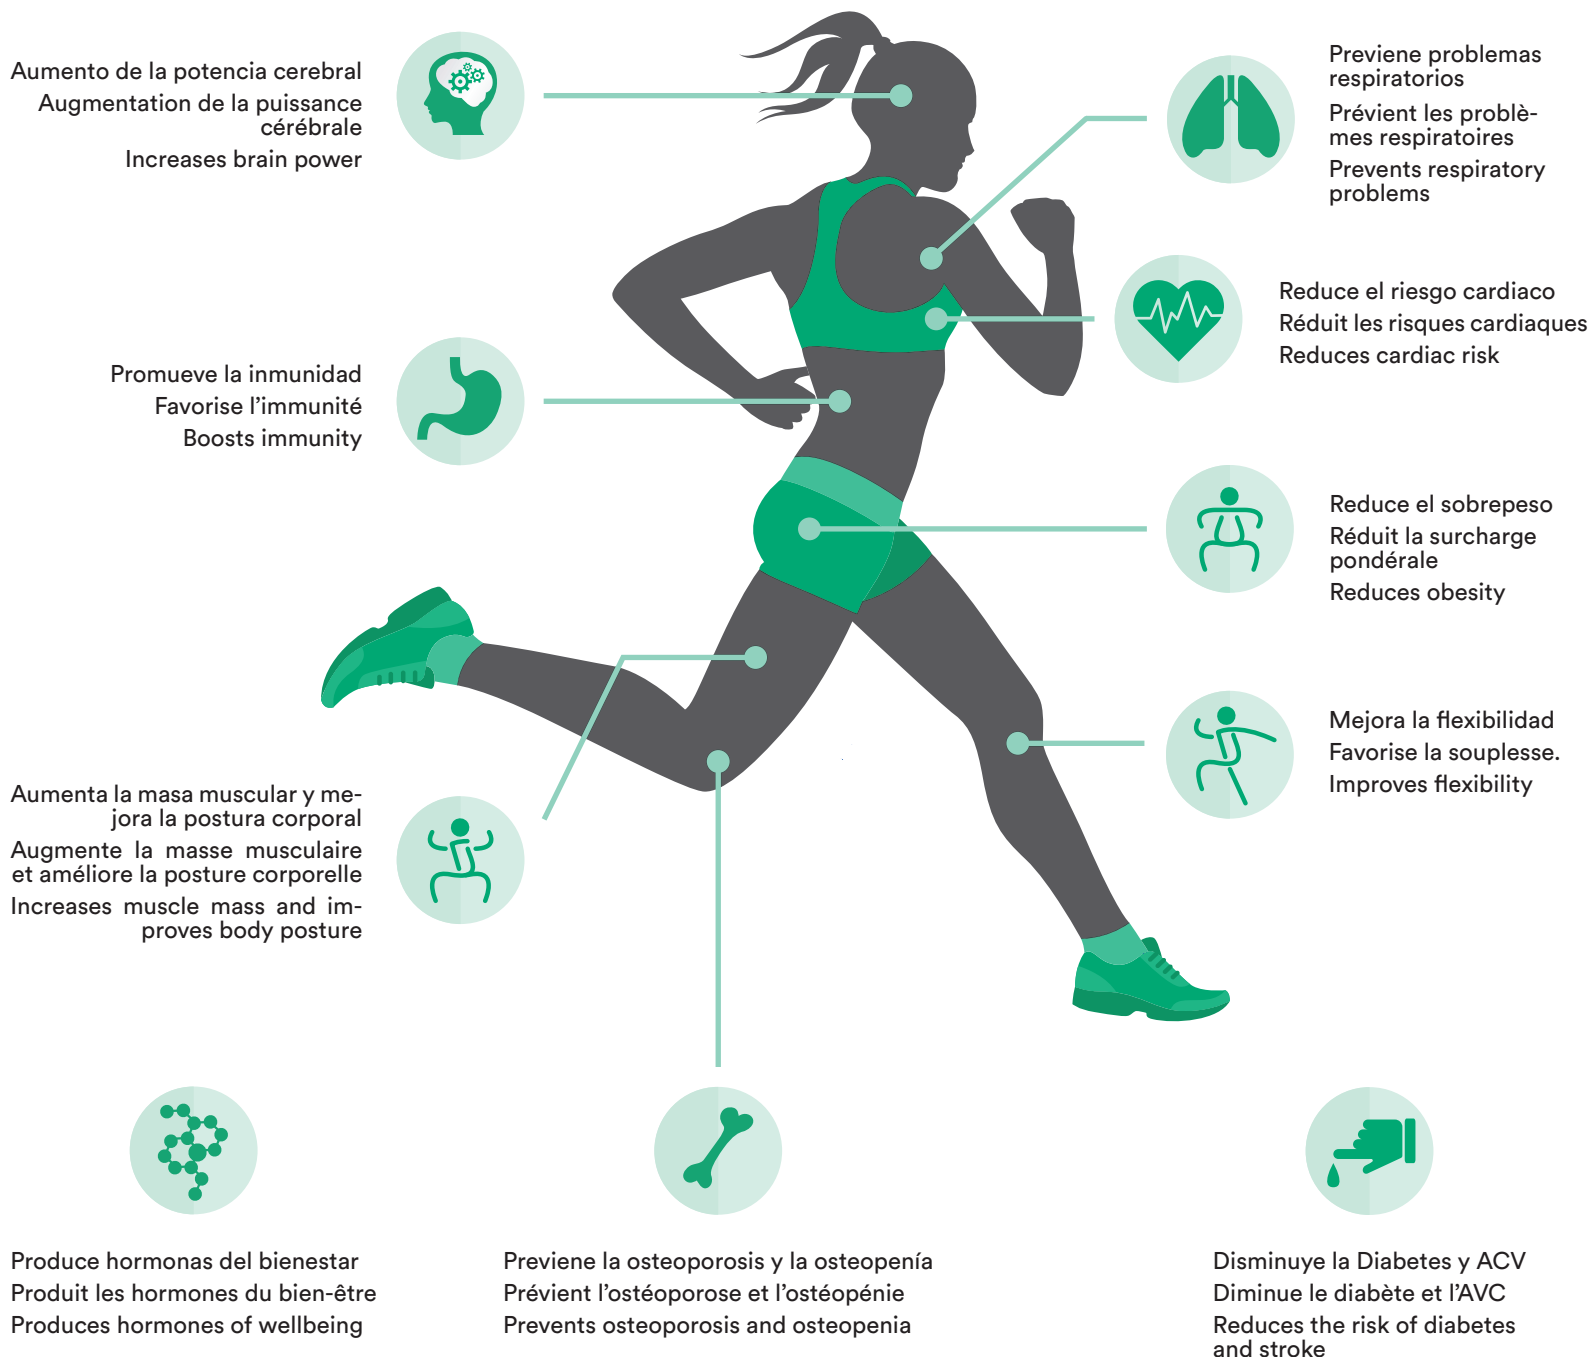 Aumento de la potencia cerebral
Augmentation de la puissance
cérébrale
Increases brain power
Previene problemas
respiratorios
Prévient les problè-
mes respiratoires
Prevents respiratory
problems
Reduce el riesgo cardiaco
Réduit les risques cardiaques
Reduces cardiac risk
Promueve la inmunidad
Favorise l’immunité
Boosts immunity
Reduce el sobrepeso
Réduit la surcharge
pondérale
Reduces obesity
Mejora la flexibilidad
Favorise la souplesse.
Improves flexibility
Aumenta la masa muscular y me-
jora la postura corporal
Augmente la masse musculaire
et améliore la posture corporelle
Increases muscle mass and im-
proves body posture
Produce hormonas del bienestar
Produit les hormones du bien-être
Produces hormones of wellbeing
Previene la osteoporosis y la osteopenía
Prévient l’ostéoporose et l’ostéopénie
Prevents osteoporosis and osteopenia
Disminuye la Diabetes y ACV
Diminue le diabète et l’AVC
Reduces the risk of diabetes
and stroke